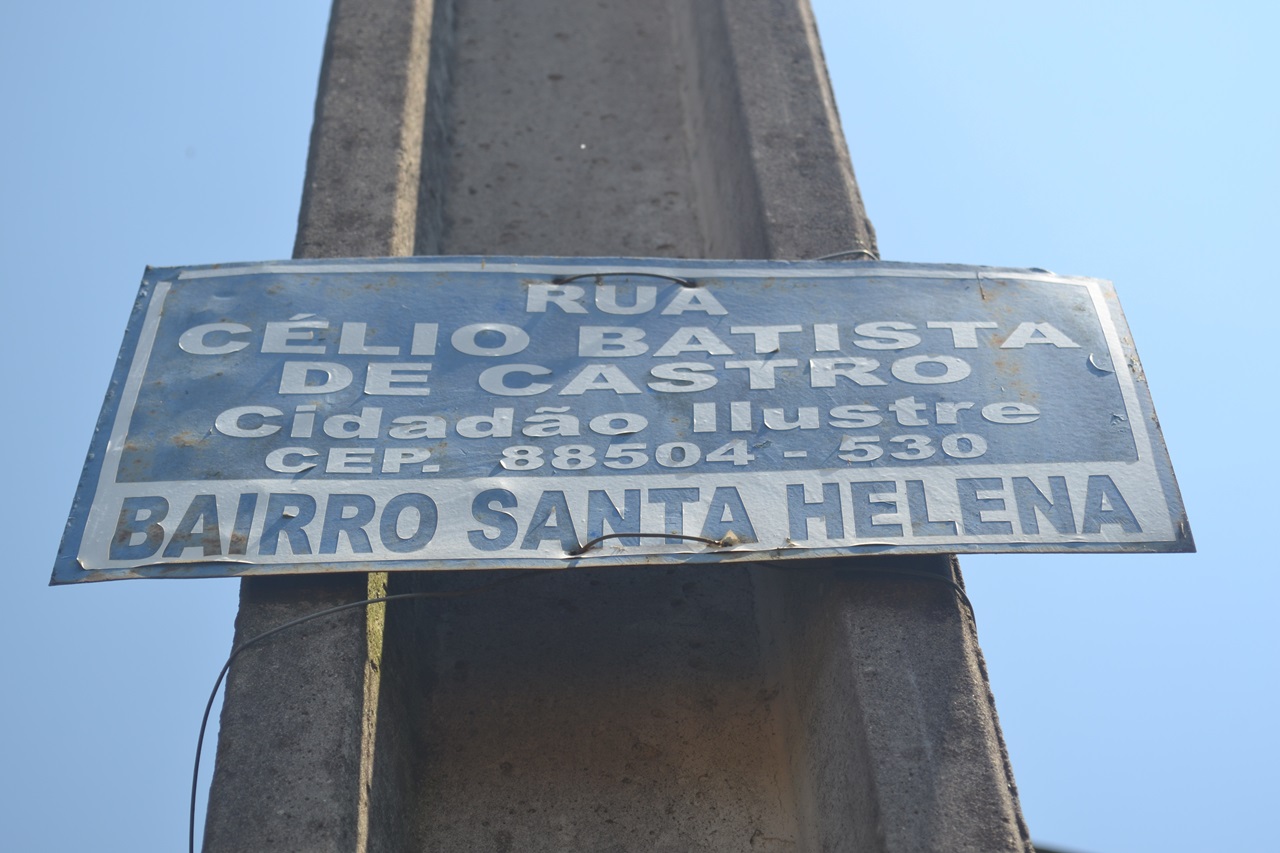 RUA
CÉLIO BATISTA
DE CASTRO
Cidadão Ilustre
CEP. 88504 - 530
BAIRRO SANTA HELENA